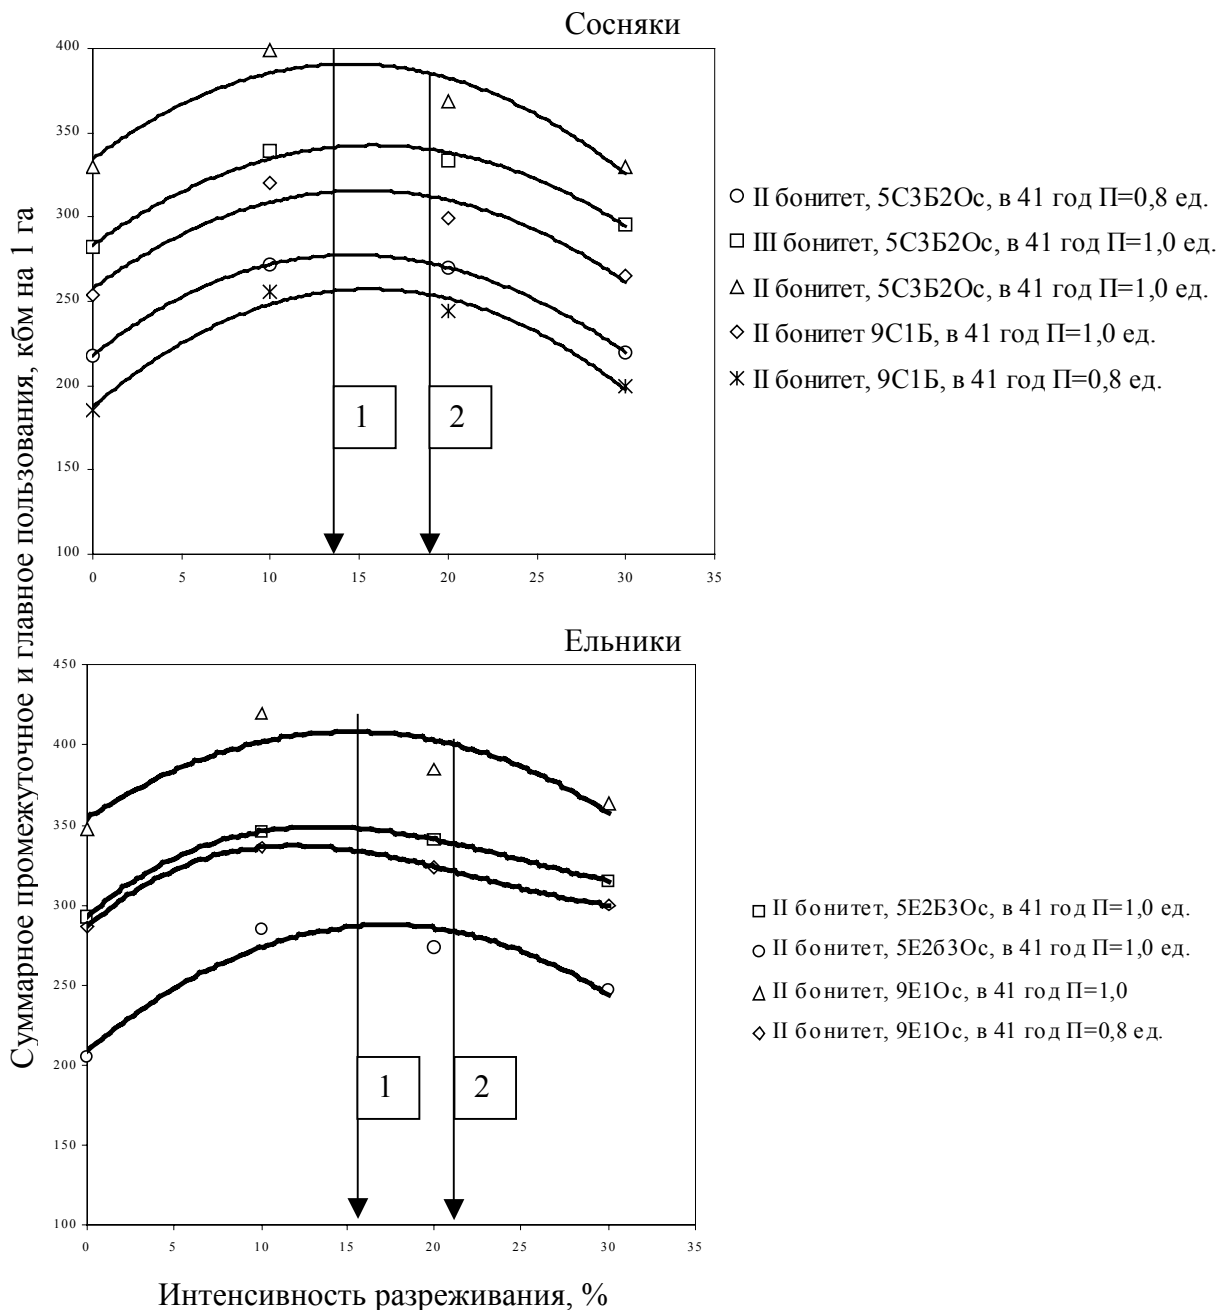 Сосняки
Суммарное промежуточное и главное пользования, кбм на 1 га
400
350
300
250
200
150
100
0 5 10 15 20 25 30 35
1
2
II бонитет, 5С3Б2Ос, в 41 год П=0,8 ед.
III бонитет, 5С3Б2Ос, в 41 год П=1,0 ед.
II бонитет, 5С3Б2Ос, в 41 год П=1,0 ед.
II бонитет 9С1Б, в 41 год П=1,0 ед.
II бонитет, 9С1Б, в 41 год П=0,8 ед.
Ельники
450
400
350
300
250
200
150
100
0 5 10 15 20 25 30 35
1
2
II бонитет, 5Е2Б3Ос, в 41 год П=1,0 ед.
II бонитет, 5Е2б3Ос, в 41 год П=1,0 ед.
II бонитет, 9Е1Ос, в 41 год П=1,0
II бонитет, 9Е1Ос, в 41 год П=0,8 ед.
Интенсивность разреживания, %